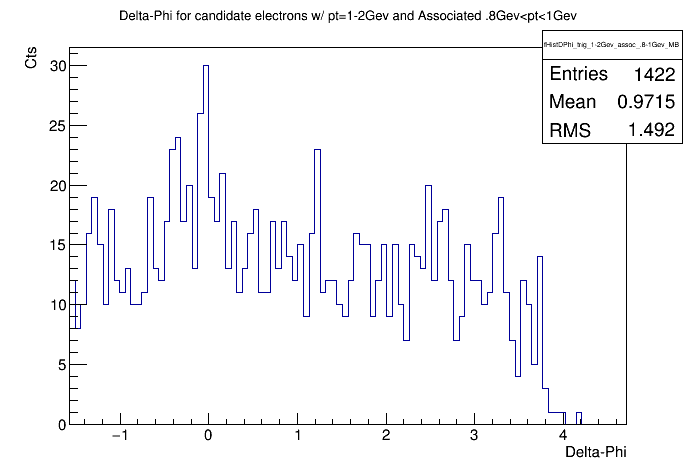 Delta-Phi for candidate electrons w/ pt=1-2Gev and Associated .8Gev<pt<1Gev
fHistDPhi_trig_1-2Gev_assoc_.8-1Gev_MB
Entries 1422
Mean 0.9715
RMS 1.492
Cts
30
25
20
15
10
5
0
−1 0 1 2 3 4
Delta-Phi